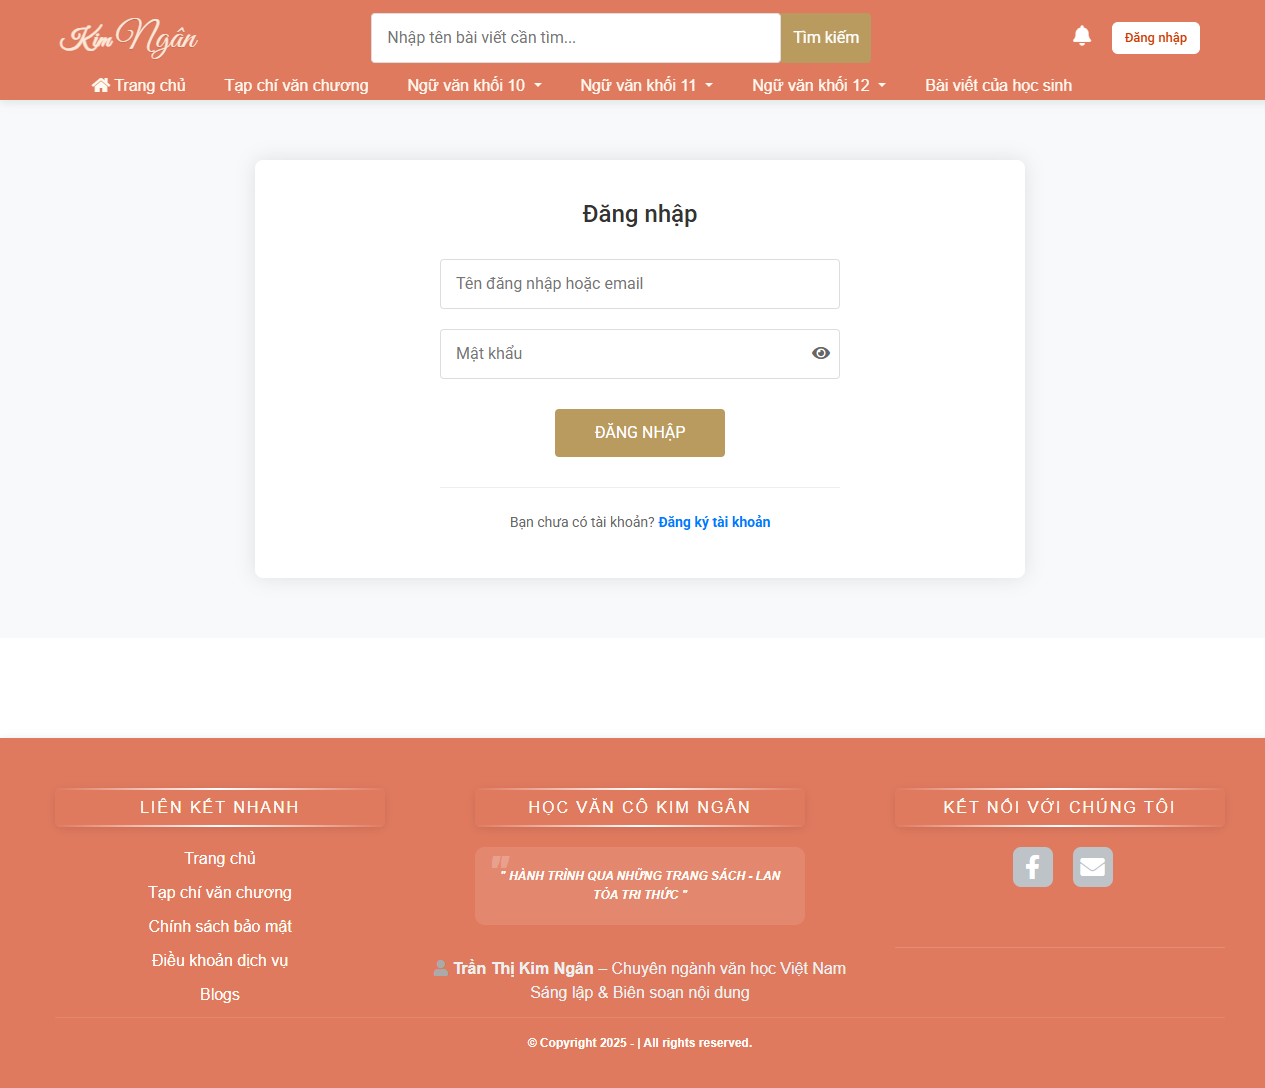 Kim Ngân
Nhập tên bài viết cần tìm...
Tìm kiếm
Đăng nhập
Trang chủ
Tạp chí văn chương
Ngữ văn khối 10
Ngữ văn khối 11
Ngữ văn khối 12
Bài viết của học sinh
Đăng nhập
Tên đăng nhập hoặc email
Mật khẩu
ĐĂNG NHẬP
Bạn chưa có tài khoản? Đăng ký tài khoản
LIÊN KẾT NHANH
Trang chủ
Tạp chí văn chương
Chính sách bảo mật
Điều khoản dịch vụ
Blogs
HỌC VĂN CÔ KIM NGÂN
" HÀNH TRÌNH QUA NHỮNG TRANG SÁCH - LAN
TỎA TRI THỨC "
Trần Thị Kim Ngân – Chuyên ngành văn học Việt Nam
Sáng lập & Biên soạn nội dung
KẾT NỐI VỚI CHÚNG TÔI
© Copyright 2025 - | All rights reserved.